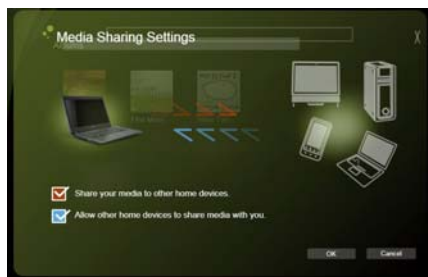 Media Sharing Settings
X
Share your media to other home devices.
Allow other home devices to share media with you.
OK
Cancel